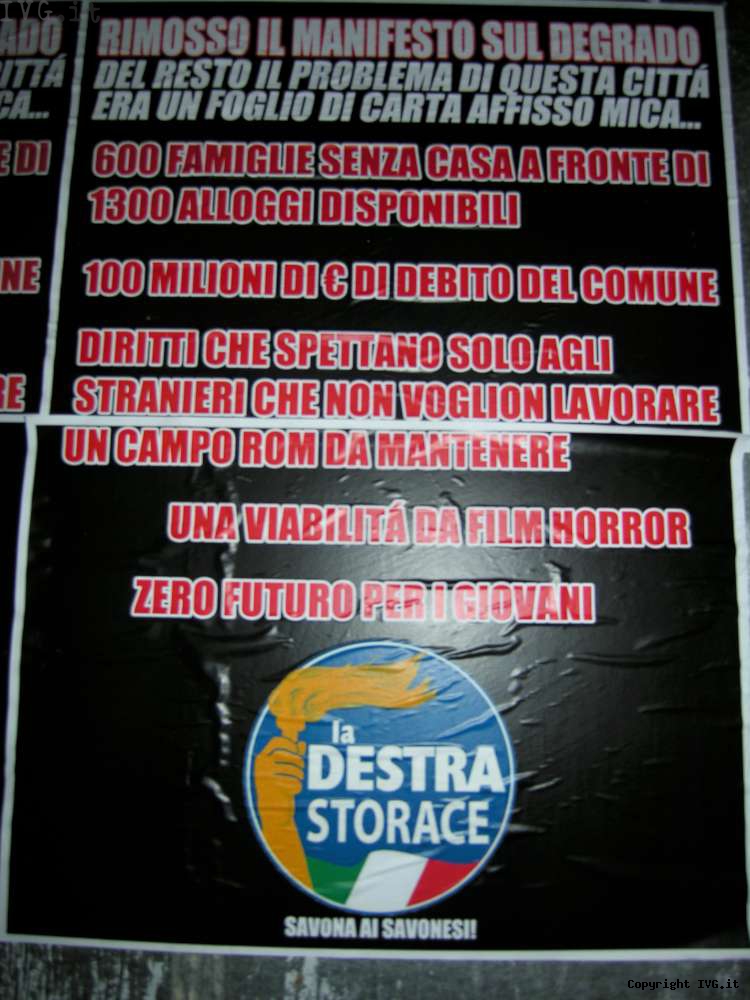 IVG.it
RIMOSSO IL MANIFESTO SUL DEGRADO
DEL RESTO IL PROBLEMA DI QUESTA CITTÁ
ERA UN FOGLIO DI CARTA AFFISSO MICA...
600 FAMIGLIE SENZA CASA A FRONTE DI
1300 ALLOGGI DISPONIBILI
100 MILIONI DI € DI DEBITO DEL COMUNE
DIRITTI CHE SPETTANO SOLO AGLI
STRANIERI CHE NON VOGLION LAVORARE
UN CAMPO ROM DA MANTENERE
UNA VIABILITÁ DA FILM HORROR
ZERO FUTURO PER I GIOVANI
la
DESTRA
STORACE
SAVONA AI SAVONESI!
Copyright IVG.it